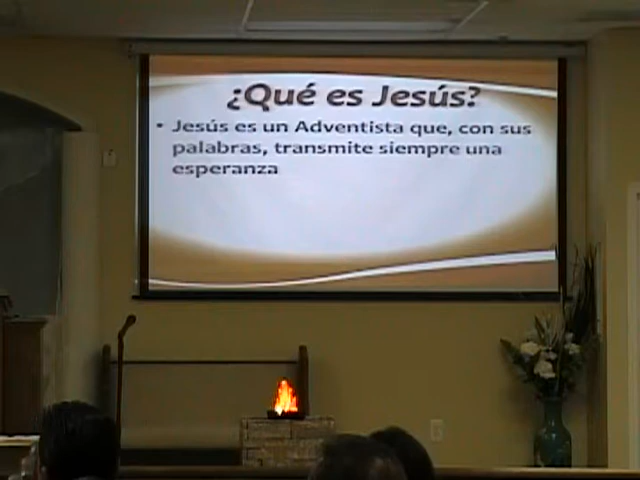 ¿Qué es Jesús?
• Jesús es un Adventista que, con sus
palabras, transmite siempre una
esperanza